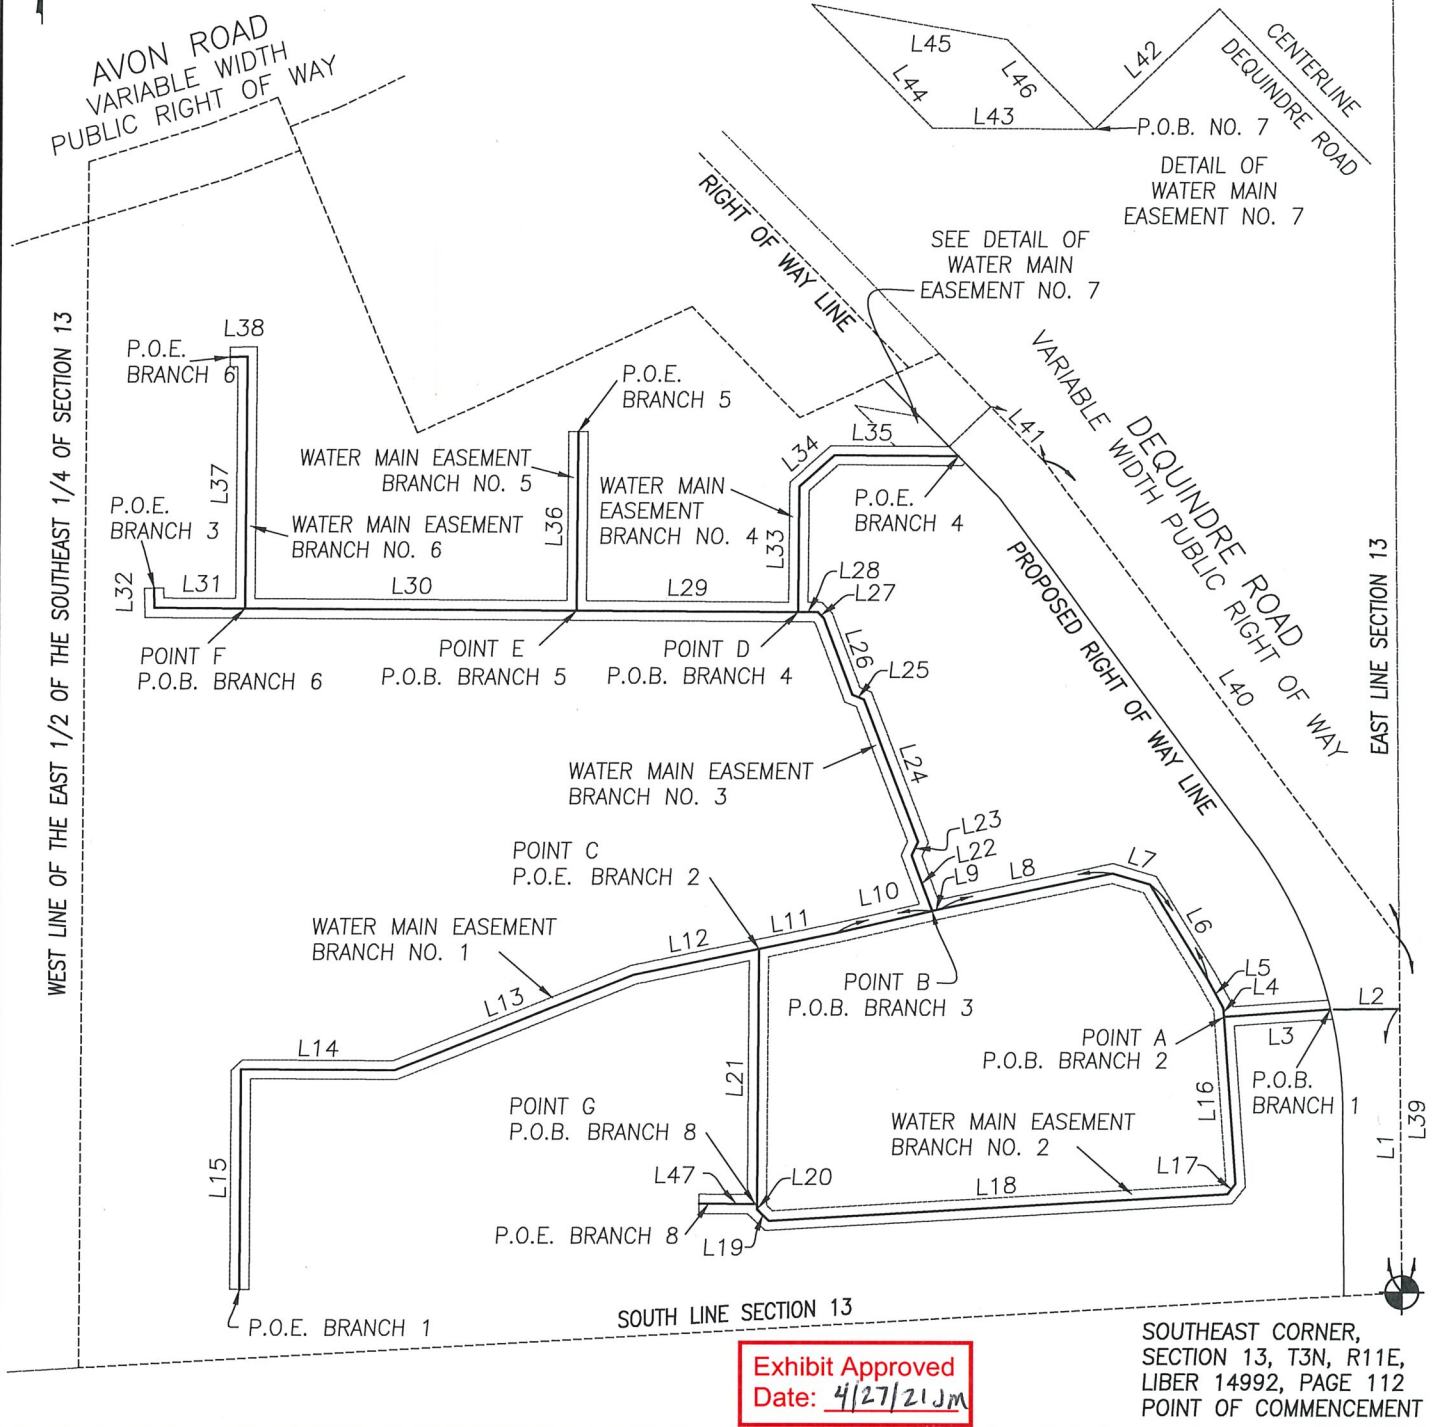 AVON ROAD
VARIABLE WIDTH
PUBLIC RIGHT OF WAY
L45
L46
L44
L43
L42
CENTERLINE
DEQUINDRE ROAD
P.O.B. NO. 7
DETAIL OF
WATER MAIN
EASEMENT NO. 7
SEE DETAIL OF
WATER MAIN
EASEMENT NO. 7
RIGHT OF WAY LINE
WEST LINE OF THE EAST 1/2 OF THE SOUTHEAST 1/4 OF SECTION 13
L38
P.O.E.
BRANCH 6
P.O.E.
BRANCH 5
VARIABLE WIDTH PUBLIC RIGHT OF WAY
DEQUINDRE ROAD
L41
L35
L34
WATER MAIN EASEMENT
BRANCH NO. 5
WATER MAIN
EASEMENT
BRANCH NO. 4
L37
P.O.E.
BRANCH 3
WATER MAIN EASEMENT
BRANCH NO. 6
L36
L33
P.O.E.
BRANCH 4
L32
L31
L30
L29
L28
L27
PROPOSED RIGHT OF WAY LINE
EAST LINE SECTION 13
POINT F
P.O.B. BRANCH 6
POINT E
P.O.B. BRANCH 5
POINT D
P.O.B. BRANCH 4
L26
L25
L40
WATER MAIN EASEMENT
BRANCH NO. 3
L24
L23
L22
POINT C
P.O.E. BRANCH 2
L9
L8
L7
L10
L11
L12
L6
WATER MAIN EASEMENT
BRANCH NO. 1
L13
POINT B
P.O.B. BRANCH 3
L5
L4
L2
L3
POINT A
P.O.B. BRANCH 2
L14
L21
P.O.B.
BRANCH 1
POINT G
P.O.B. BRANCH 8
L16
WATER MAIN EASEMENT
BRANCH NO. 2
L1
L39
L15
L47
L20
L18
L17
P.O.E. BRANCH 8
L19
P.O.E. BRANCH 1
SOUTH LINE SECTION 13
SOUTHEAST CORNER,
SECTION 13, T3N, R11E,
LIBER 14992, PAGE 112
POINT OF COMMENCEMENT
Exhibit Approved
Date: 4/27/21 JM